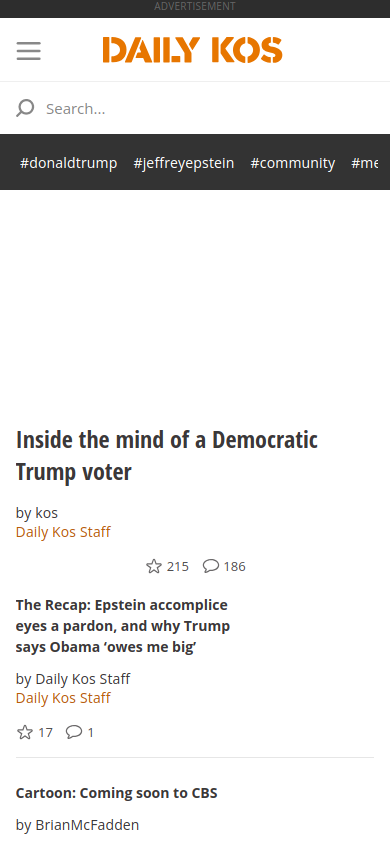 ADVERTISEMENT
DAILY KOS
Search...
#donaldtrump #jeffreyepstein #community #me
Inside the mind of a Democratic
Trump voter
by kos
Daily Kos Staff
215 186
The Recap: Epstein accomplice
eyes a pardon, and why Trump
says Obama ‘owes me big’
by Daily Kos Staff
Daily Kos Staff
17 1
Cartoon: Coming soon to CBS
by BrianMcFadden